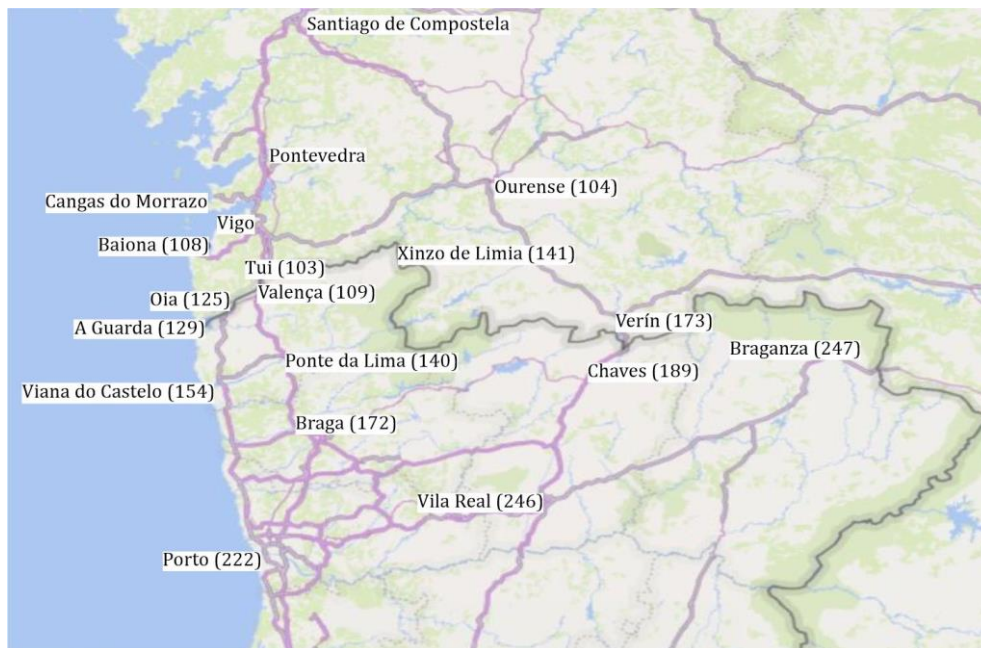 Santiago de Compostela
Pontevedra
Ourense (104)
Cangas do Morrazo
Vigo
Baiona (108)
Xinzo de Limia (141)
Tui (103)
Valença (109)
Oia (125)
A Guarda (129)
Verín (173)
Braganza (247)
Ponte da Lima (140)
Chaves (189)
Viana do Castelo (154)
Braga (172)
Vila Real (246)
Porto (222)